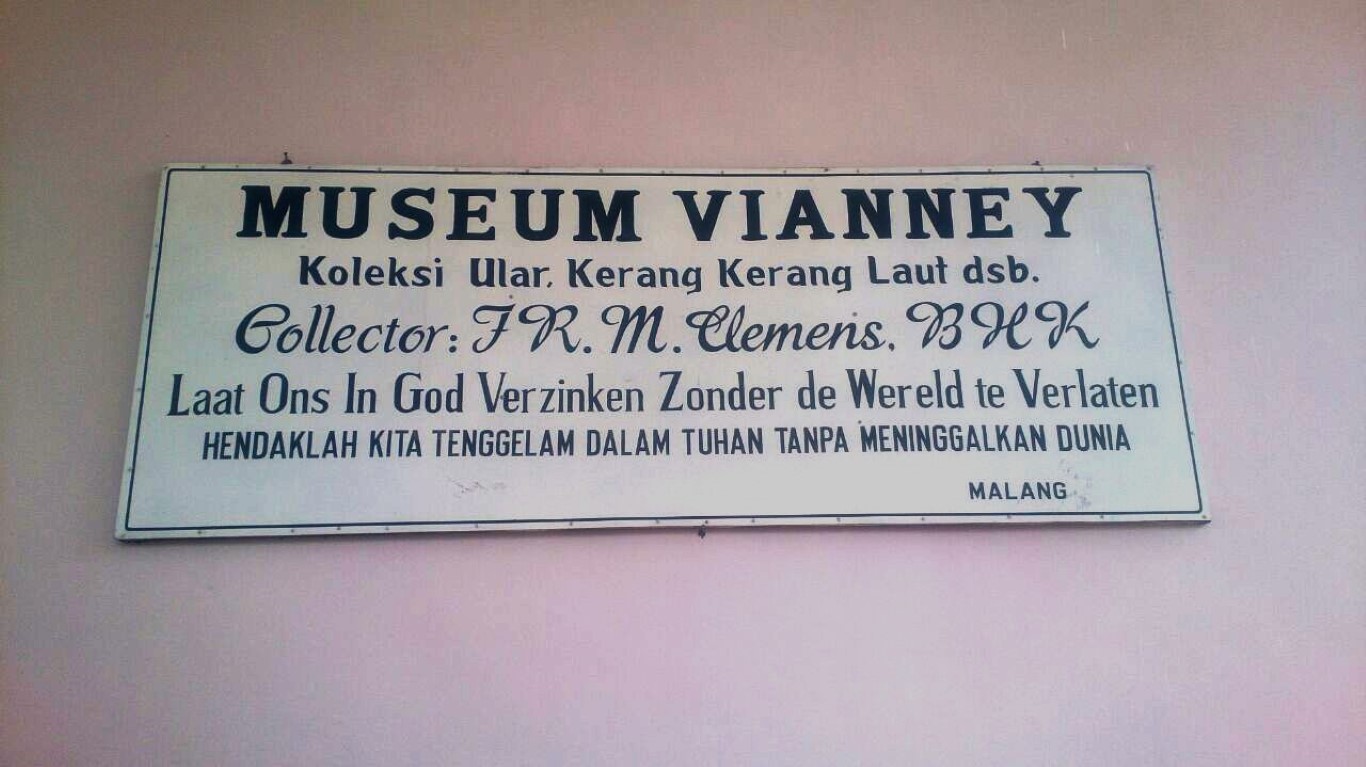 MUSEUM VIANNEY
Koleksi Ular, Kerang Kerang Laut dsb.
Collector: FR. M. Clemens, BHK
Laat Ons In God Verzinken Zonder de Wereld te Verlaten
HENDAKLAH KITA TENGGELAM DALAM TUHAN TANPA MENINGGALKAN DUNIA
MALANG